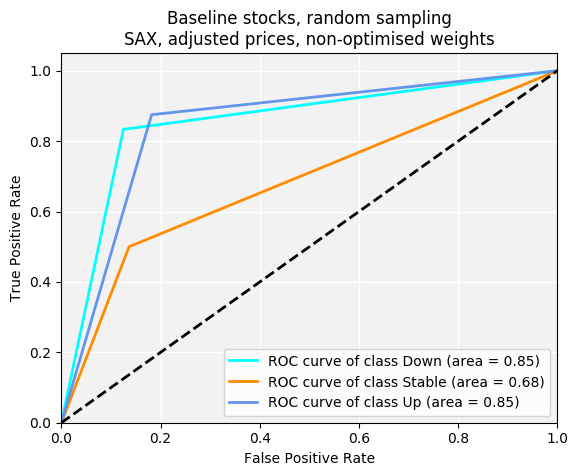 Baseline stocks, random sampling
SAX, adjusted prices, non-optimised weights
1.0
0.8
0.6
0.4
0.2
0.0
True Positive Rate
ROC curve of class Down (area = 0.85)
ROC curve of class Stable (area = 0.68)
ROC curve of class Up (area = 0.85)
0.0 0.2 0.4 0.6 0.8 1.0
False Positive Rate